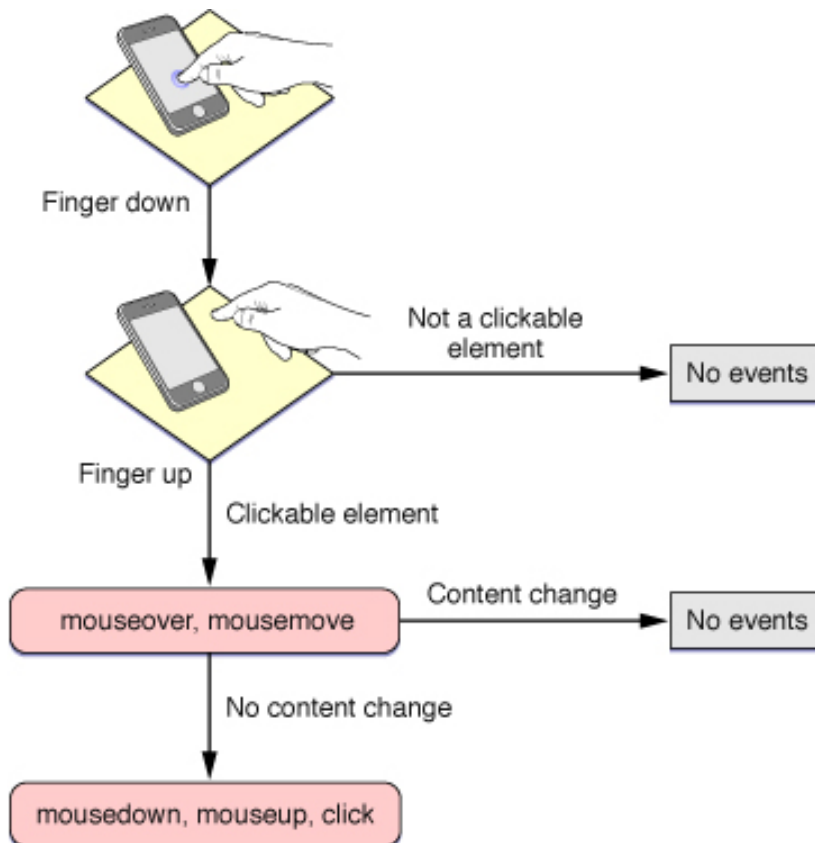 Finger down
Not a clickable
element
No events
Finger up
Clickable element
mouseover, mousemove
Content change
No events
No content change
mousedown, mouseup, click